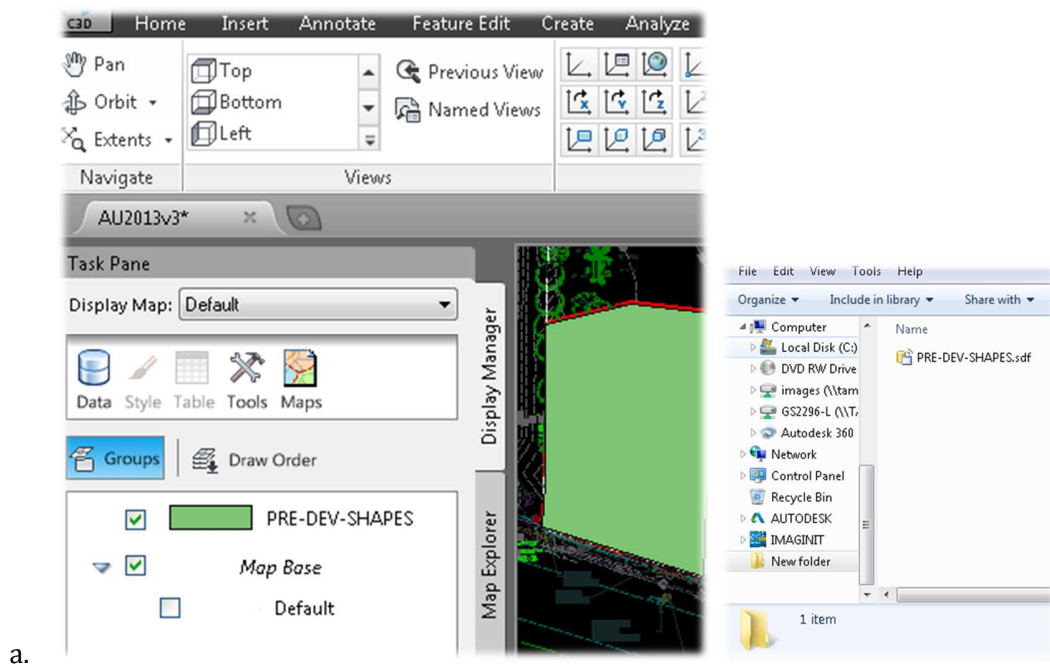 C3D Home Insert Annotate Feature Edit Create Analyze
Pan
Orbit
Extents
Top
Bottom
Left
Previous View
Named Views
Navigate Views
AU2013v3*
Task Pane
Display Map: Default
Data Style Table Tools Maps
Groups Draw Order
PRE-DEV-SHAPES
Map Base
Default
Display Manager
Map Explorer
File Edit View Tools Help
Organize Include in library Share with
Computer
Local Disk (C:)
DVD RW Drive
images (\\tam
GS2296-L (\\T
Autodesk 360
Network
Control Panel
Recycle Bin
AUTODESK
IMAGINIT
New folder
Name
PRE-DEV-SHAPES.sdf
1 item
a.